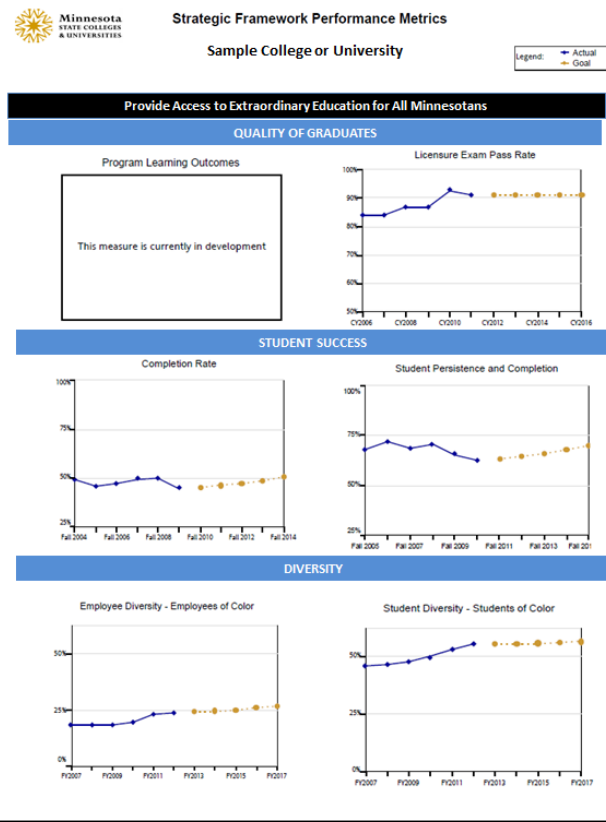 Minnesota
STATE COLLEGES
& UNIVERSITIES
Strategic Framework Performance Metrics
Sample College or University
Legend:
Actual
Goal
Provide Access to Extraordinary Education for All Minnesotans
QUALITY OF GRADUATES
Program Learning Outcomes
This measure is currently in development
Licensure Exam Pass Rate
100%
90%
80%
70%
60%
50%
CY2006 CY2008 CY2010 CY2012 CY2014 CY2016
STUDENT SUCCESS
Completion Rate
100%
75%
50%
25%
Fall 2004 Fall 2006 Fall 2008 Fall 2010 Fall 2012 Fall 2014
Student Persistence and Completion
100%
75%
50%
25%
Fall 2005 Fall 2007 Fall 2009 Fall 2011 Fall 2013 Fall 201
DIVERSITY
Employee Diversity - Employees of Color
50%
25%
0%
FY2007 FY2009 FY2011 FY2013 FY2015 FY2017
Student Diversity - Students of Color
50%
25%
0%
FY2007 FY2009 FY2011 FY2013 FY2015 FY2017